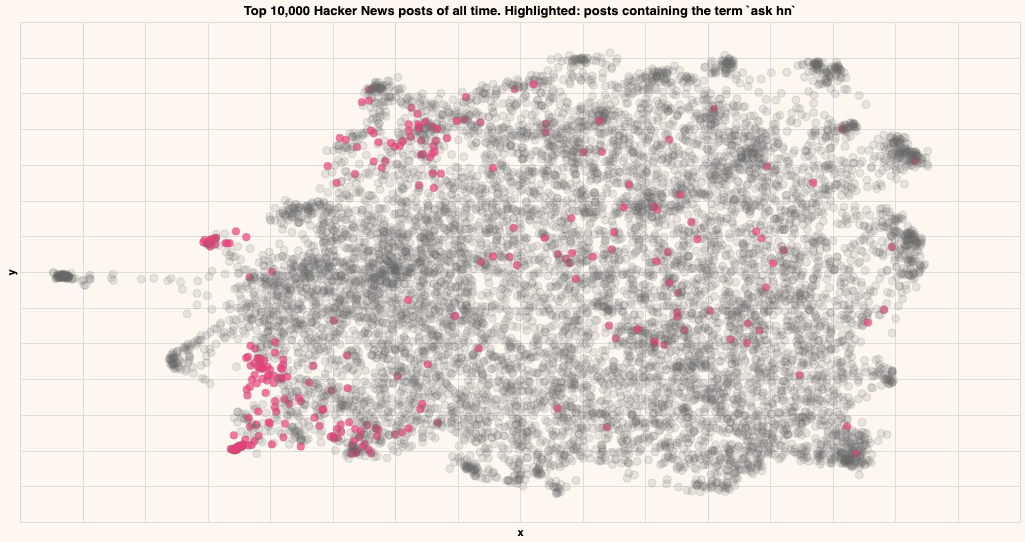 Top 10,000 Hacker News posts of all time. Highlighted: posts containing the term `ask hn`
y
x